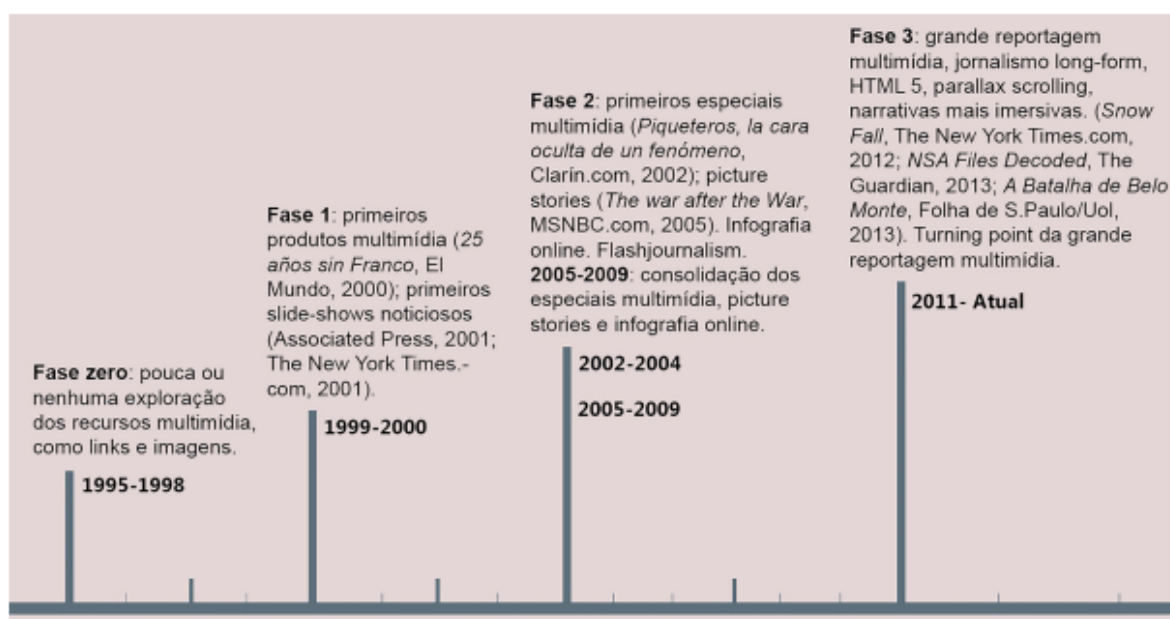 Fase zero: pouca ou
nenhuma exploração
dos recursos multimídia,
como links e imagens.
1995-1998
Fase 1: primeiros
produtos multimídia (25
años sin Franco, El
Mundo, 2000); primeiros
slide-shows noticiosos
(Associated Press, 2001;
The New York Times.-
com, 2001).
1999-2000
Fase 2: primeiros especiais
multimídia (Piqueteros, la cara
oculta de un fenómeno,
Clarín.com, 2002); picture
stories (The war after the War,
MSNBC.com, 2005). Infografia
online. Flashjournalism.
2005-2009: consolidação dos
especiais multimídia, picture
stories e infografia online.
2002-2004
2005-2009
Fase 3: grande reportagem
multimídia, jornalismo long-form,
HTML 5, parallax scrolling,
narrativas mais imersivas. (Snow
Fall, The New York Times.com,
2012; NSA Files Decoded, The
Guardian, 2013; A Batalha de Belo
Monte, Folha de S.Paulo/Uol,
2013). Turning point da grande
reportagem multimídia.
2011- Atual